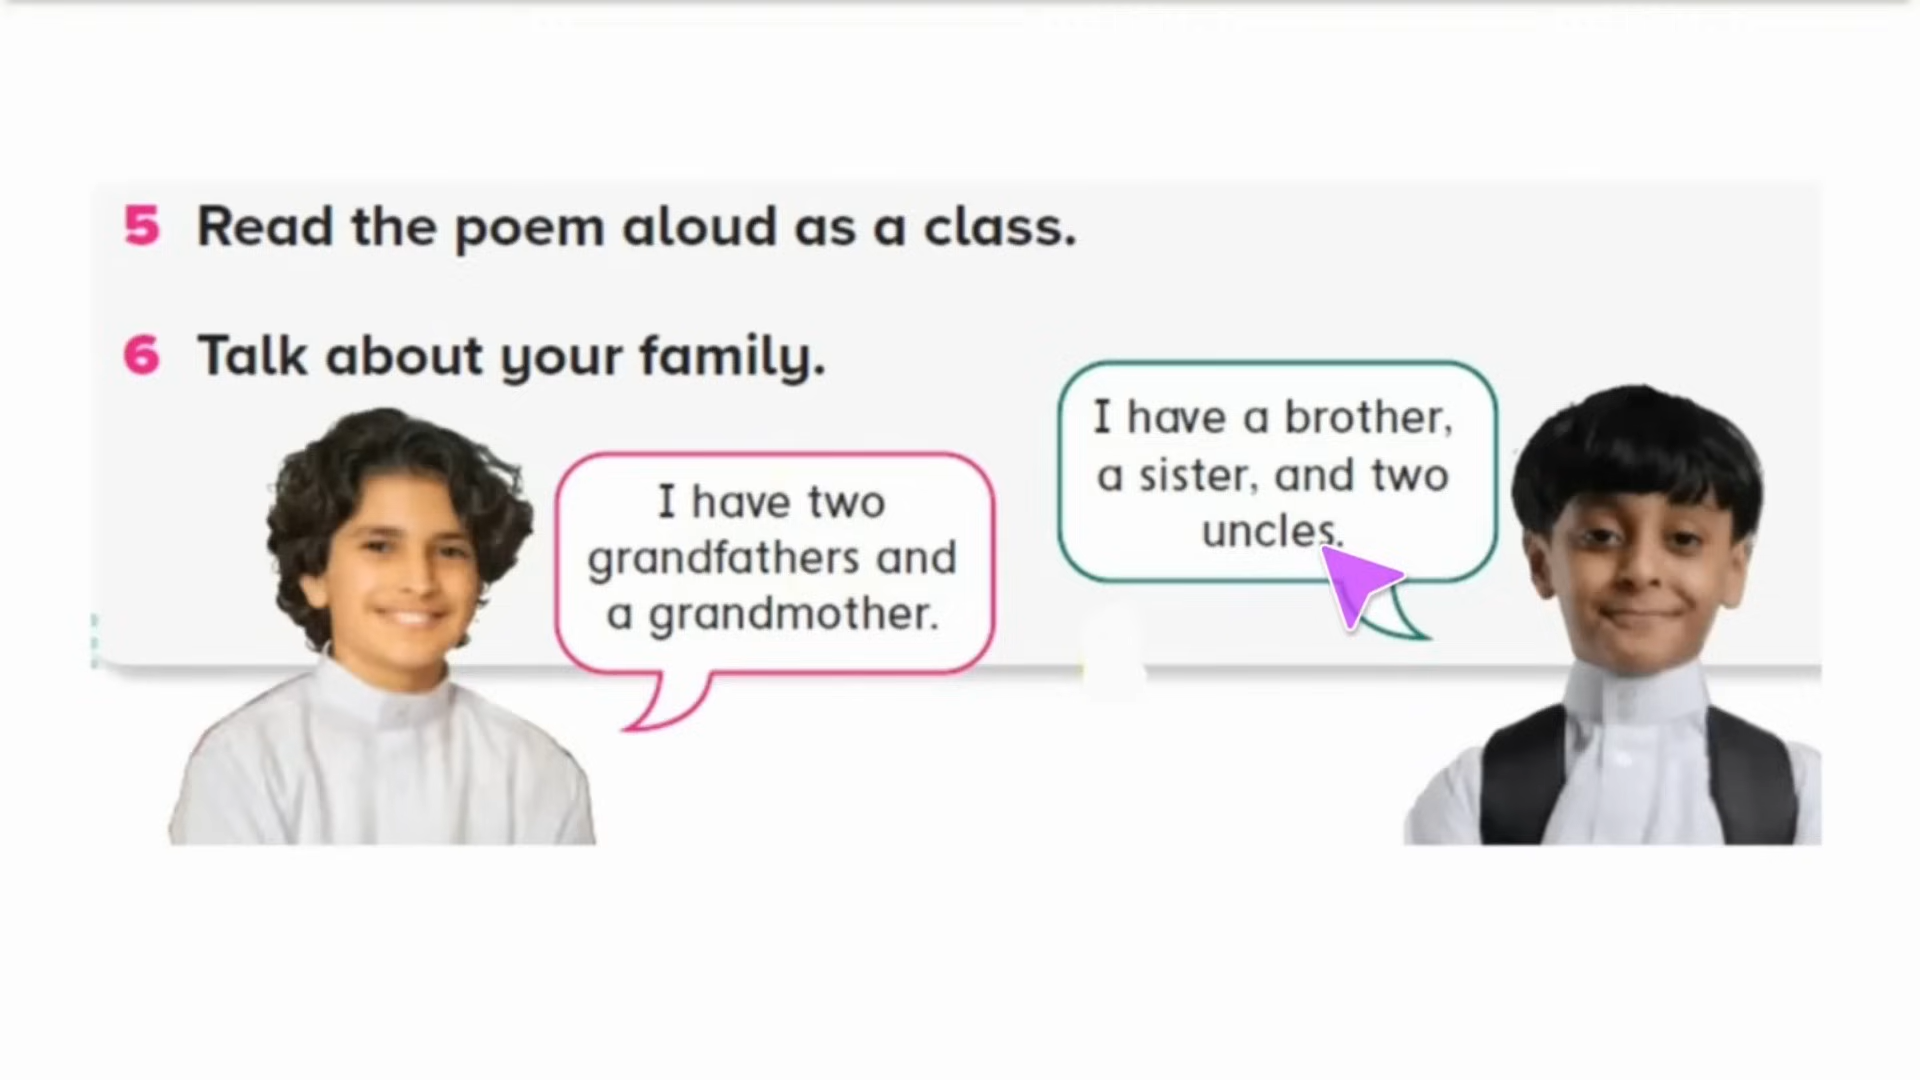 5 Read the poem aloud as a class.
6 Talk about your family.
I have two
grandfathers and
a grandmother.
I have a brother,
a sister, and two
uncles.